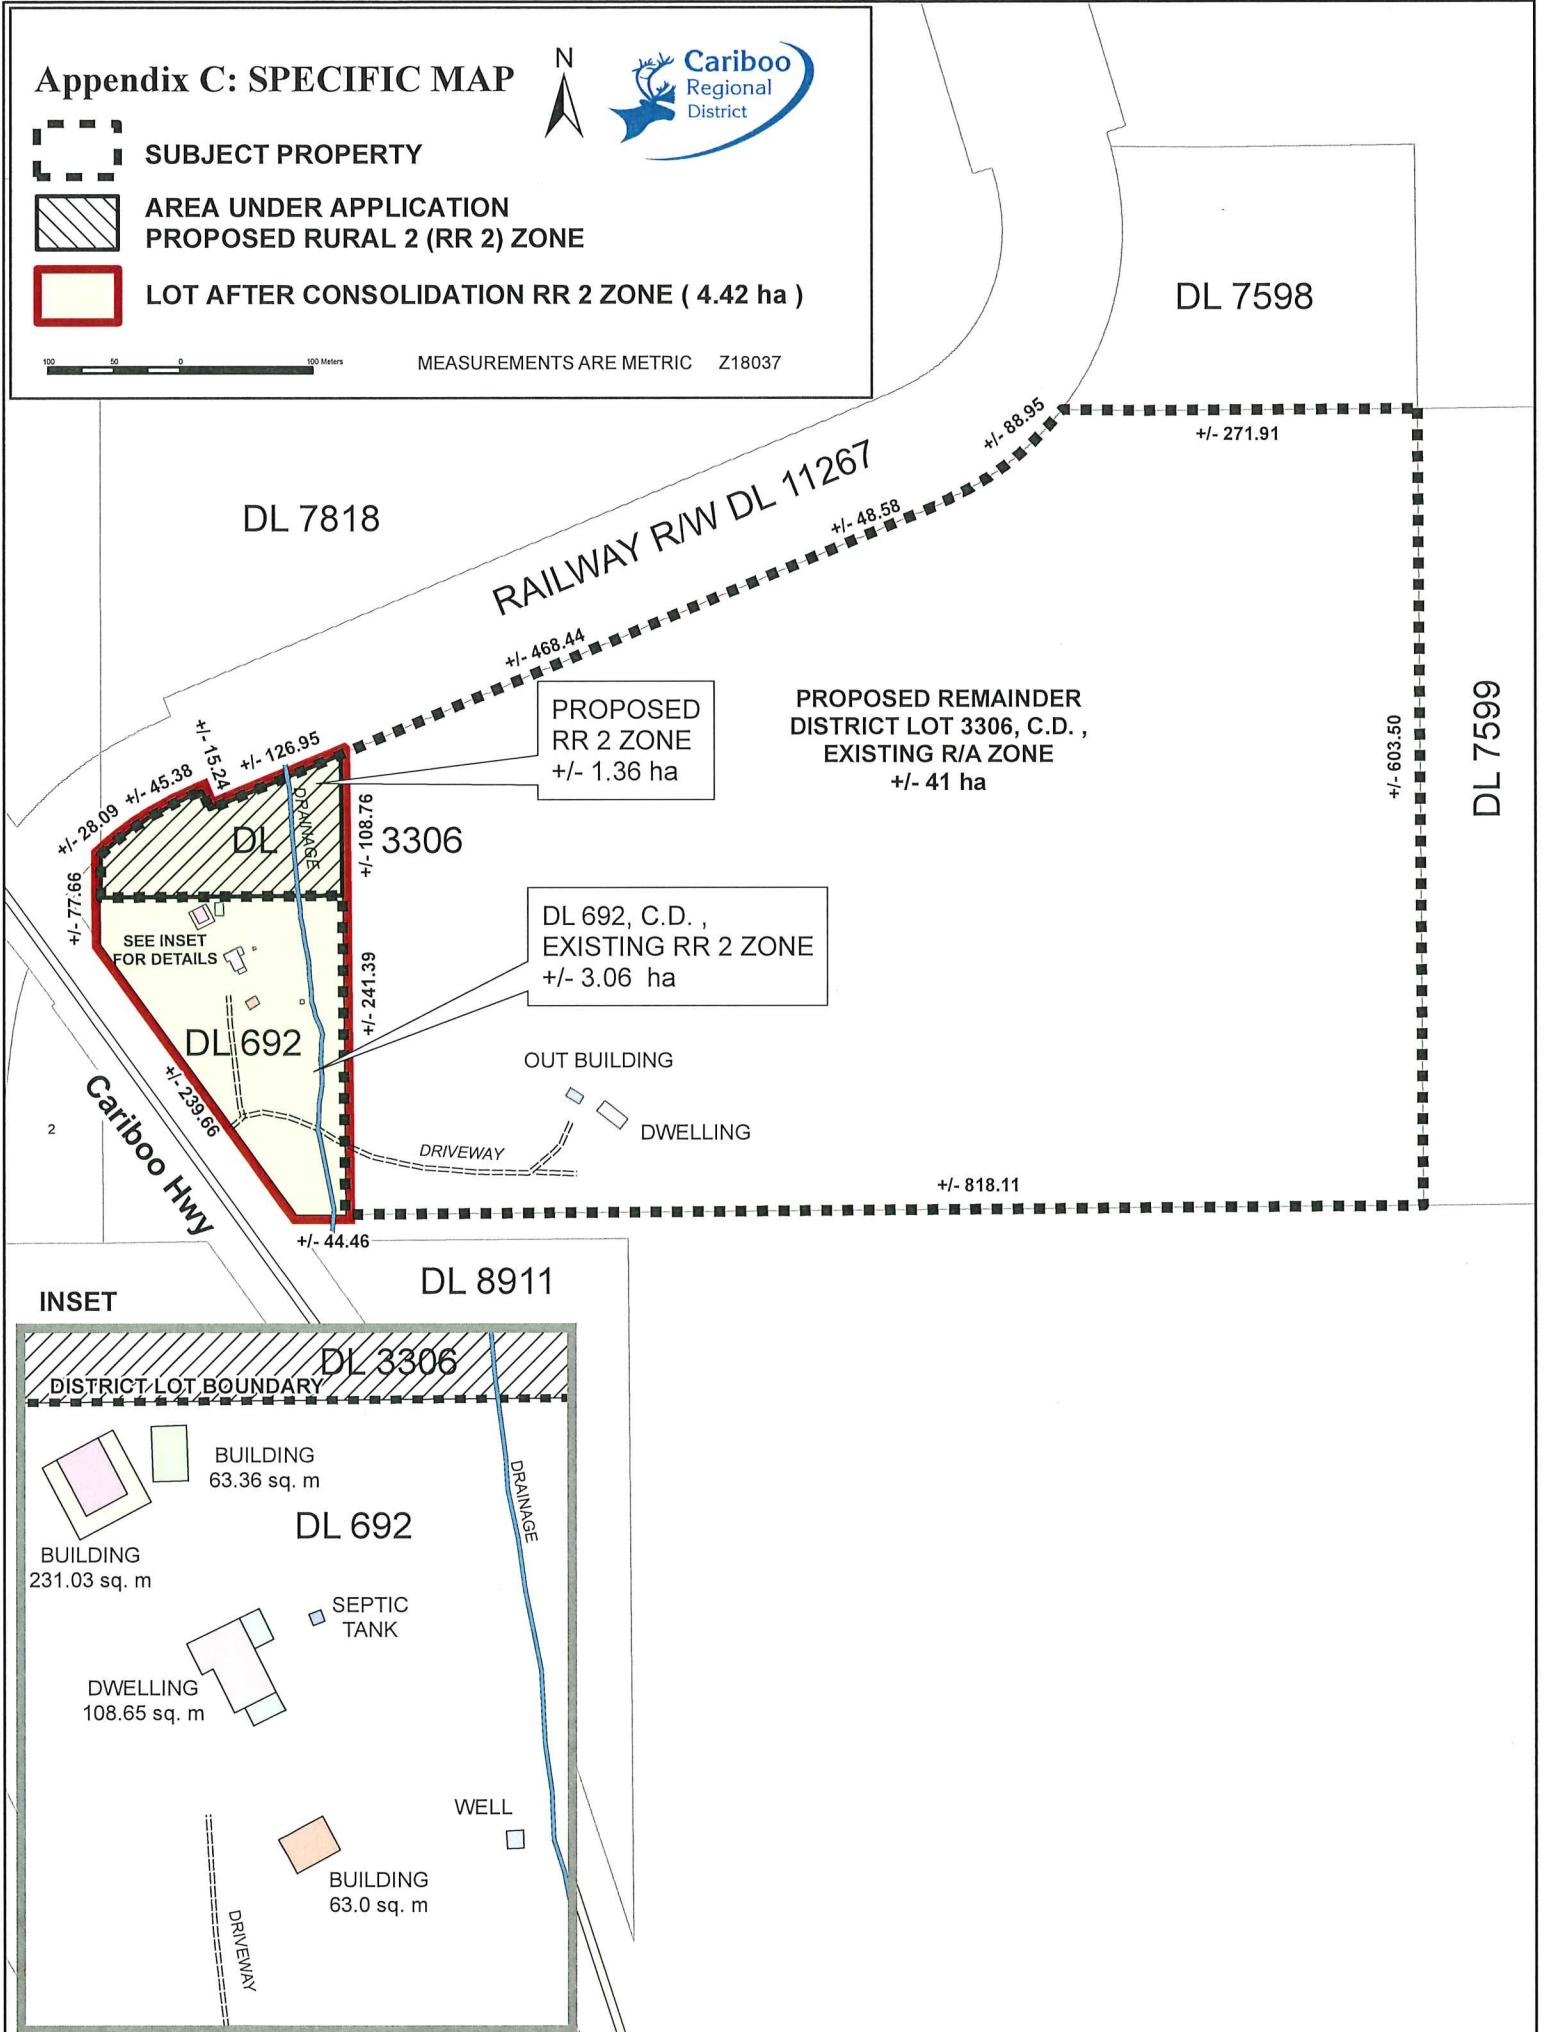 Appendix C: SPECIFIC MAP
N
Cariboo
Regional
District
SUBJECT PROPERTY
AREA UNDER APPLICATION
PROPOSED RURAL 2 (RR 2) ZONE
LOT AFTER CONSOLIDATION RR 2 ZONE ( 4.42 ha )
100 50 0 100 Meters
MEASUREMENTS ARE METRIC Z18037
DL 7598
+/- 88.95
+/- 271.91
DL 7818
RAILWAY R/W DL 11267
+/- 48.58
+/- 468.44
PROPOSED
RR 2 ZONE
+/- 1.36 ha
PROPOSED REMAINDER
DISTRICT LOT 3306, C.D. ,
EXISTING R/A ZONE
+/- 41 ha
+/- 603.50
DL 7599
+/- 15.24
+/- 126.95
+/- 45.38
+/- 28.09
DRAINAGE
+/- 108.76
DL 3306
+/- 77.66
SEE INSET
FOR DETAILS
DL 692, C.D. ,
EXISTING RR 2 ZONE
+/- 3.06 ha
+/- 241.39
DL 692
OUT BUILDING
+/- 239.66
Cariboo Hwy
2
DWELLING
DRIVEWAY
+/- 818.11
+/- 44.46
DL 8911
INSET
DL 3306
DISTRICT LOT BOUNDARY
BUILDING
63.36 sq. m
DRAINAGE
DL 692
BUILDING
231.03 sq. m
SEPTIC
TANK
DWELLING
108.65 sq. m
WELL
BUILDING
63.0 sq. m
DRIVEWAY